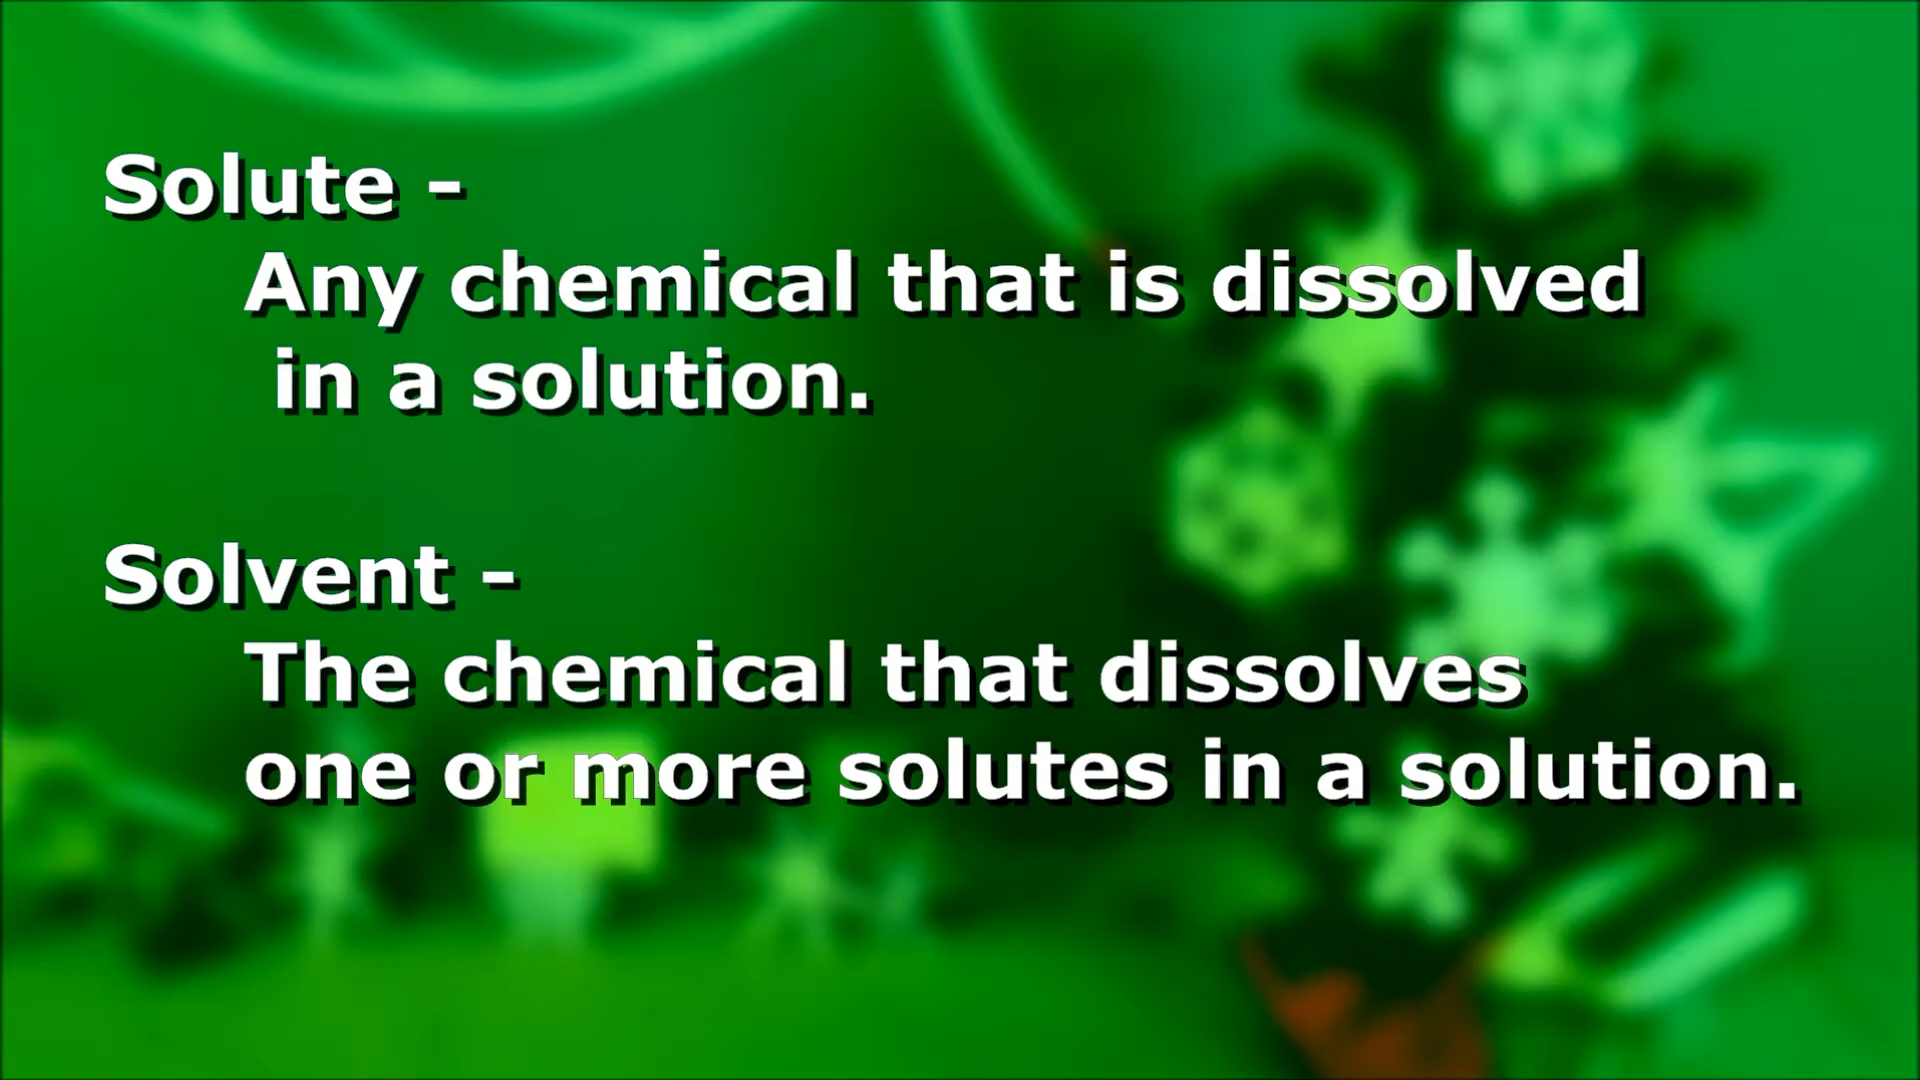 Solute -
Any chemical that is dissolved
in a solution.
Solvent -
The chemical that dissolves
one or more solutes in a solution.